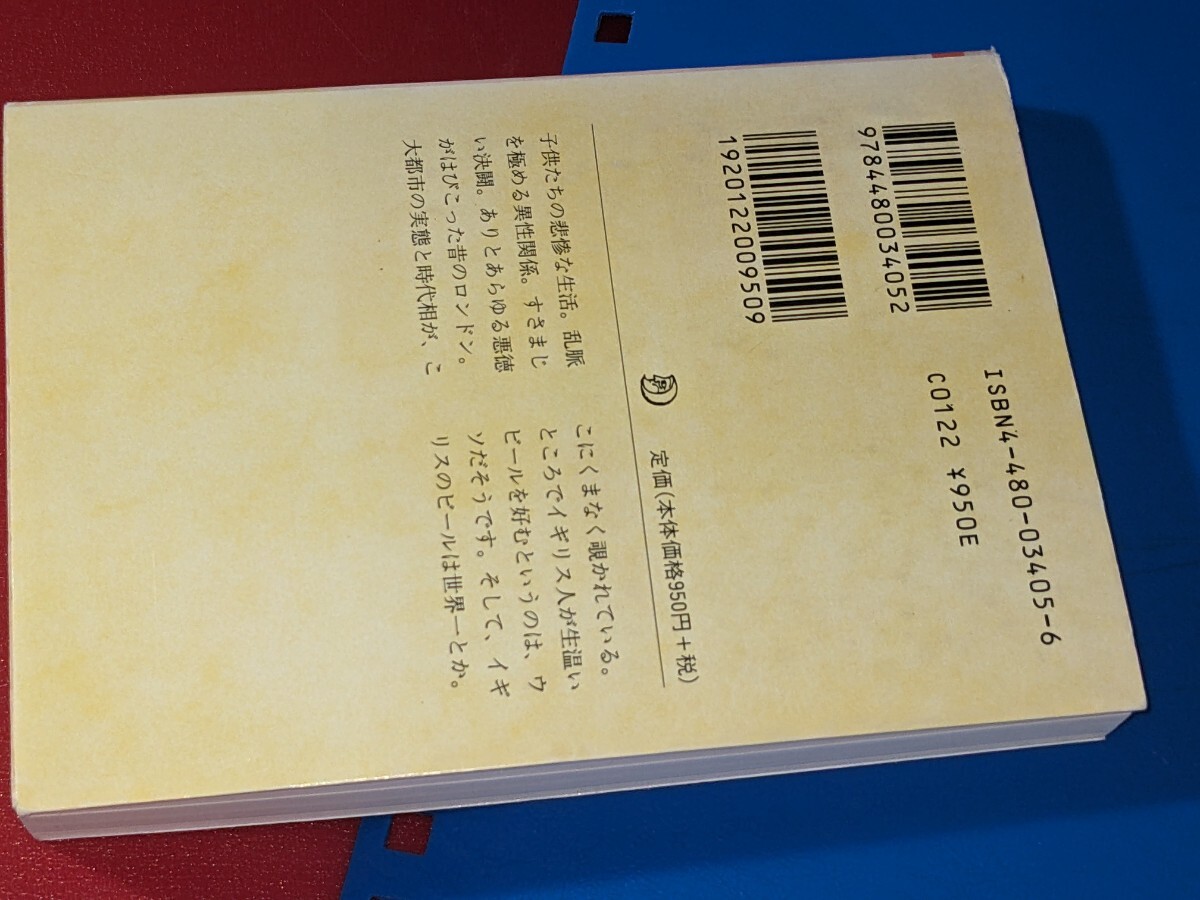 9784480034052
1920122009509
ISBN4-480-03405-6
C0122 ¥950E
定価(本体価格950円+税)
子供たちの悲惨な生活。乱脈
を極める異性関係。すさまじ
い決闘。ありとあらゆる悪徳
がはびこった昔のロンドン。
大都市の実態と時代相が、こ
こにくまなく覗かれている。
ところでイギリス人が生温い
ビールを好むというのは、ウ
ソだそうです。そして、イギ
リスのビールは世界一とか。